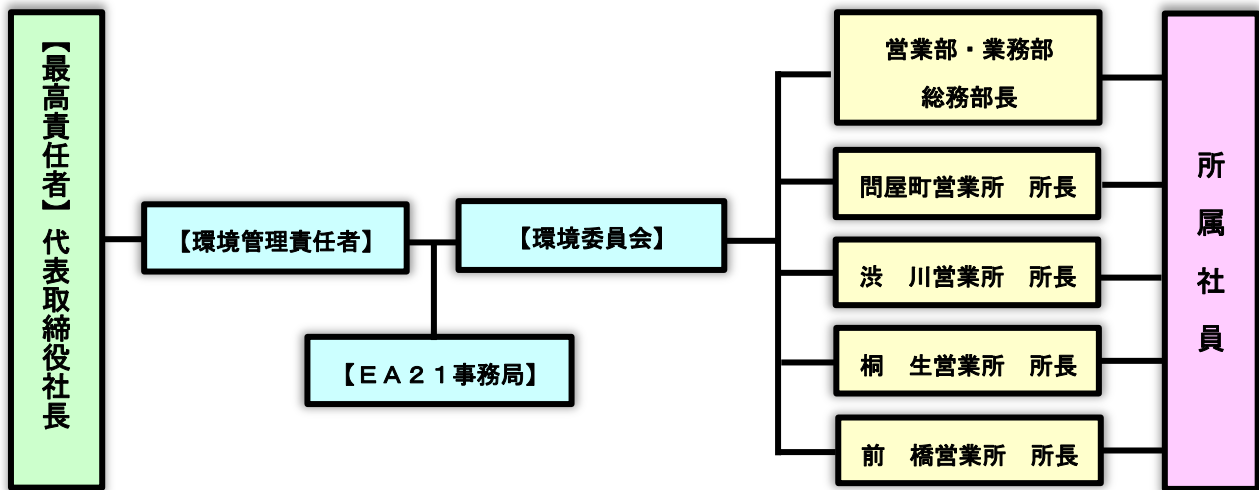 【最高責任者】代表取締役社長
【環境管理責任者】
【環境委員会】
【ＥＡ２１事務局】
営業部・業務部
総務部長
問屋町営業所　所長
渋　川営業所　所長
桐　生営業所　所長
前　橋営業所　所長
所属社員